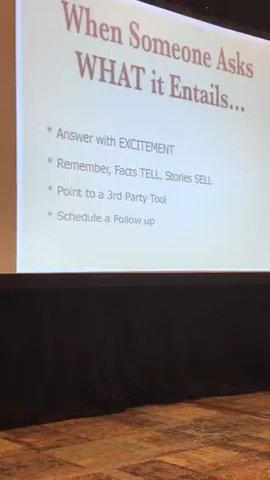 When Someone Asks
WHAT it Entails...
* Answer with EXCITEMENT
* Remember, Facts TELL. Stories SELL
* Point to a 3rd Party Tool
* Schedule a Follow up